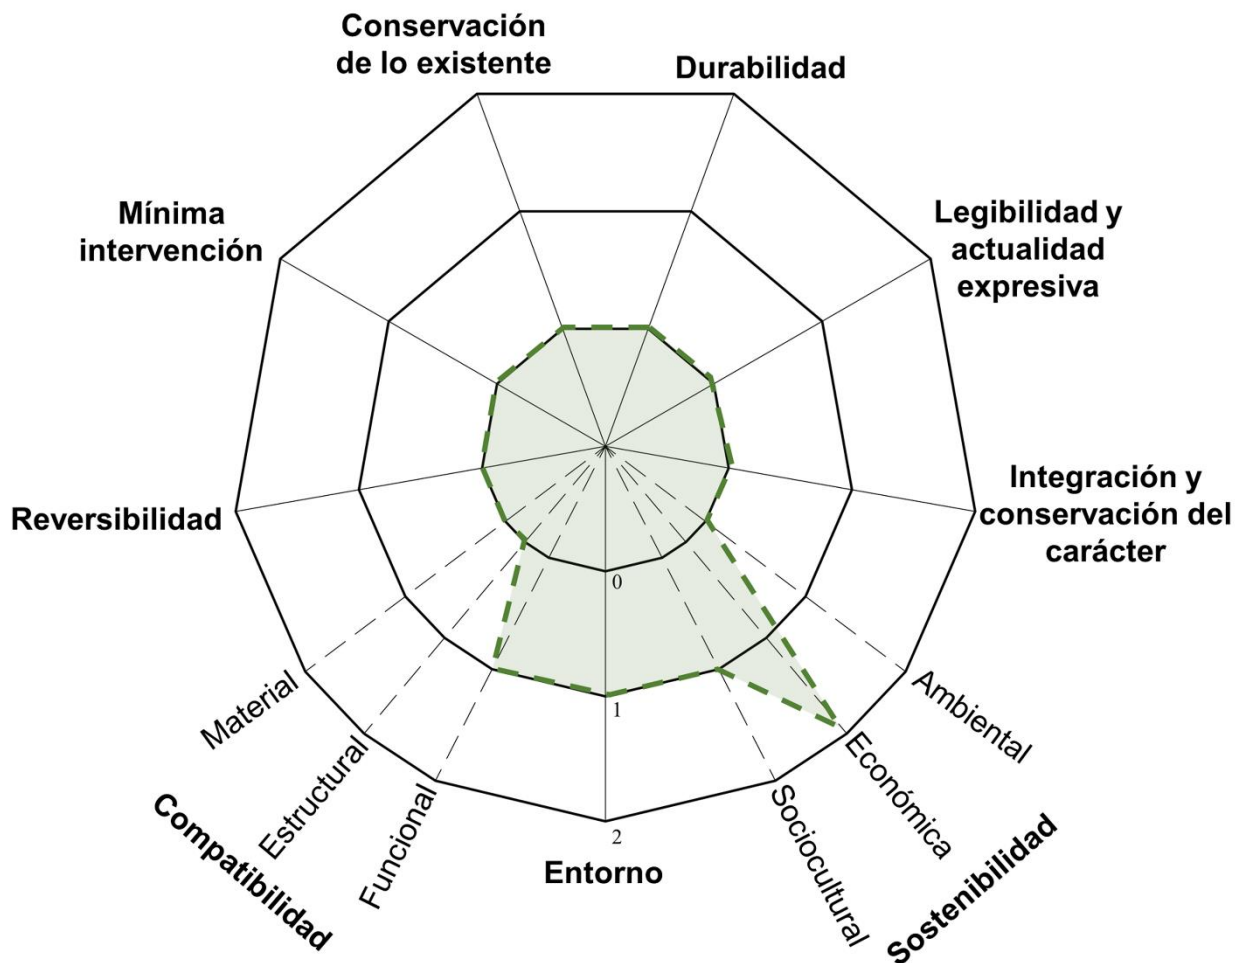 Conservación
de lo existente
Durabilidad
Mínima
intervención
Legibilidad y
actualidad
expresiva
Reversibilidad
Integración y
conservación del
carácter
0
1
2
Material
Estructural
Funcional
Compatibilidad
Entorno
Sociocultural
Económica
Ambiental
Sostenibilidad